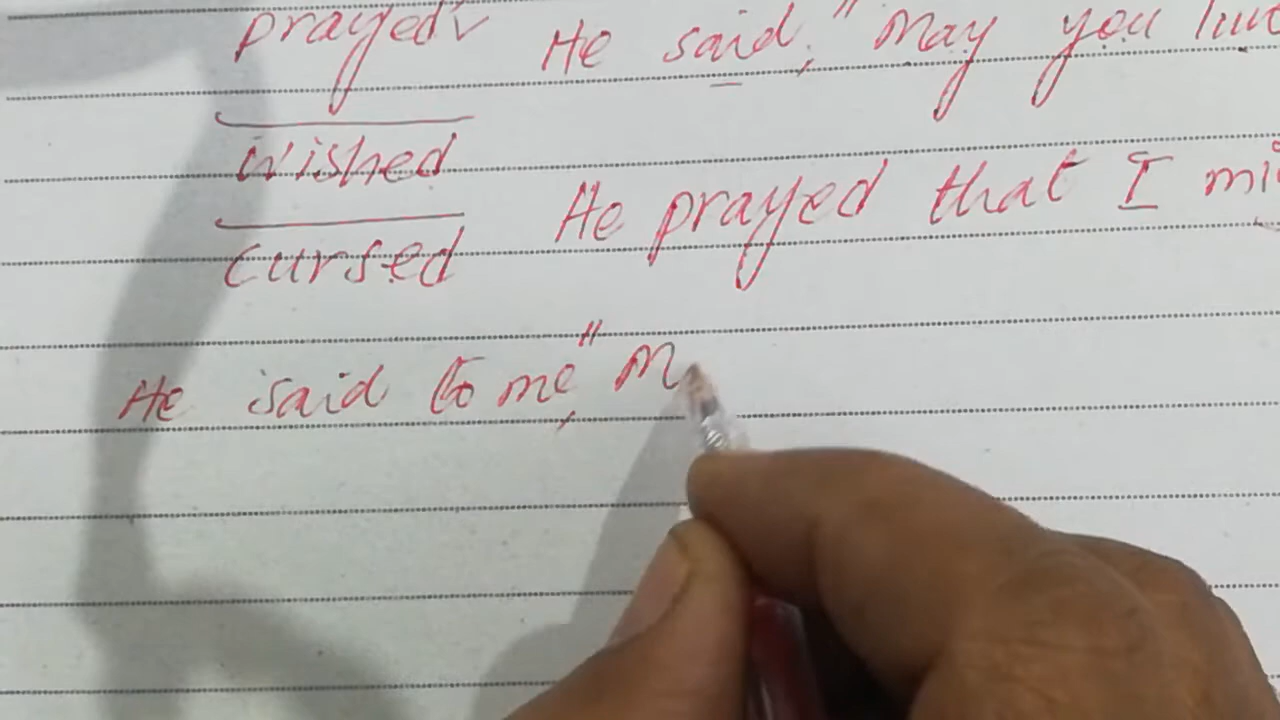 prayed✓ He said, "May you
wished
He prayed that I
cursed
He said to me, "M